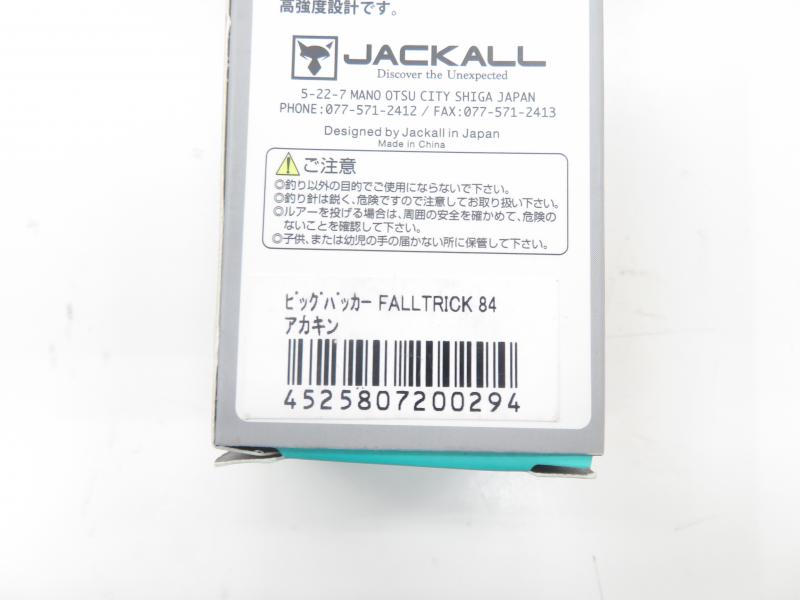 高強度設計です。
JACKALL
Discover the Unexpected
5-22-7 MANO OTSU CITY SHIGA JAPAN
PHONE:077-571-2412 / FAX:077-571-2413
Designed by Jackall in Japan
Made in China
ご注意
◎釣り以外の目的でご使用にならないで下さい。
◎釣り針は鋭く、危険ですので注意してお取り扱い下さい。
◎ルアーを投げる場合は、周囲の安全を確かめて、危険の
ないことを確認して下さい。
◎子供、または幼児の手の届かない所に保管して下さい。
ﾋﾞｯｸﾞﾊﾞｯｶｰ FALLTRICK 84
アカキン
4525807200294